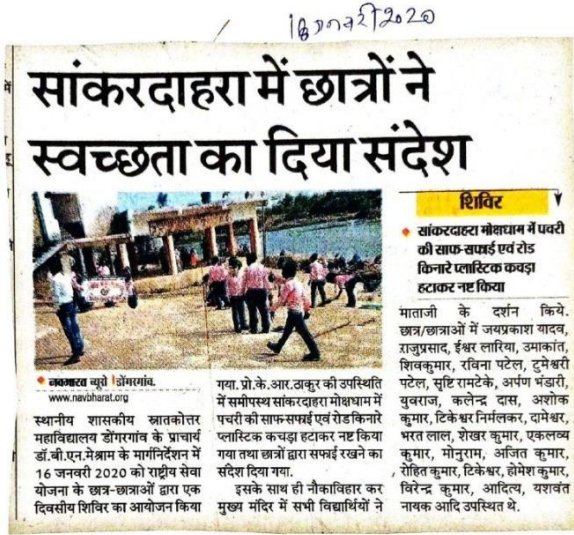 18 जनवरी 2020
सांकरदाहरा में छात्रों ने
स्वच्छता का दिया संदेश
शिविर
सांकरदाहरा मोक्षधाम में पचरी
की साफ-सफाई एवं रोड
किनारे प्लास्टिक कचड़ा
हटाकर नष्ट किया
नवभारत ब्यूरो | डोंगरगांव.
www.navbharat.org
स्थानीय शासकीय स्नातकोत्तर
महाविद्यालय डोंगरगांव के प्राचार्य
डॉ.बी.एन.मेश्राम के मार्गनिर्देशन में
16 जनवरी 2020 को राष्ट्रीय सेवा
योजना के छात्र-छात्राओं द्वारा एक
दिवसीय शिविर का आयोजन किया
गया. प्रो.के.आर.ठाकुर की उपस्थिति
में समीपस्थ सांकरदाहरा मोक्षधाम में
पचरी की साफ-सफाई एवं रोड किनारे
प्लास्टिक कचड़ा हटाकर नष्ट किया
गया तथा छात्रों द्वारा सफाई रखने का
संदेश दिया गया.
इसके साथ ही नौकाविहार कर
मुख्य मंदिर में सभी विद्यार्थियों ने
माताजी के दर्शन किये.
छात्र/छात्राओं में जयप्रकाश यादव,
राजुप्रसाद, ईश्वर लारिया, उमाकांत,
शिवकुमार, रविना पटेल, टुमेश्वरी
पटेल, सृष्टि रामटेके, अर्पण भंडारी,
युवराज, कलेन्द्र दास, अशोक
कुमार, टिकेश्वर निर्मलकर, दामेश्वर,
भरत लाल, शेखर कुमार, एकलव्य
कुमार, मोनुराम, अजित कुमार,
रोहित कुमार, टिकेश्वर, होमेश कुमार,
विरेन्द्र कुमार, आदित्य, यशवंत
नायक आदि उपस्थित थे.